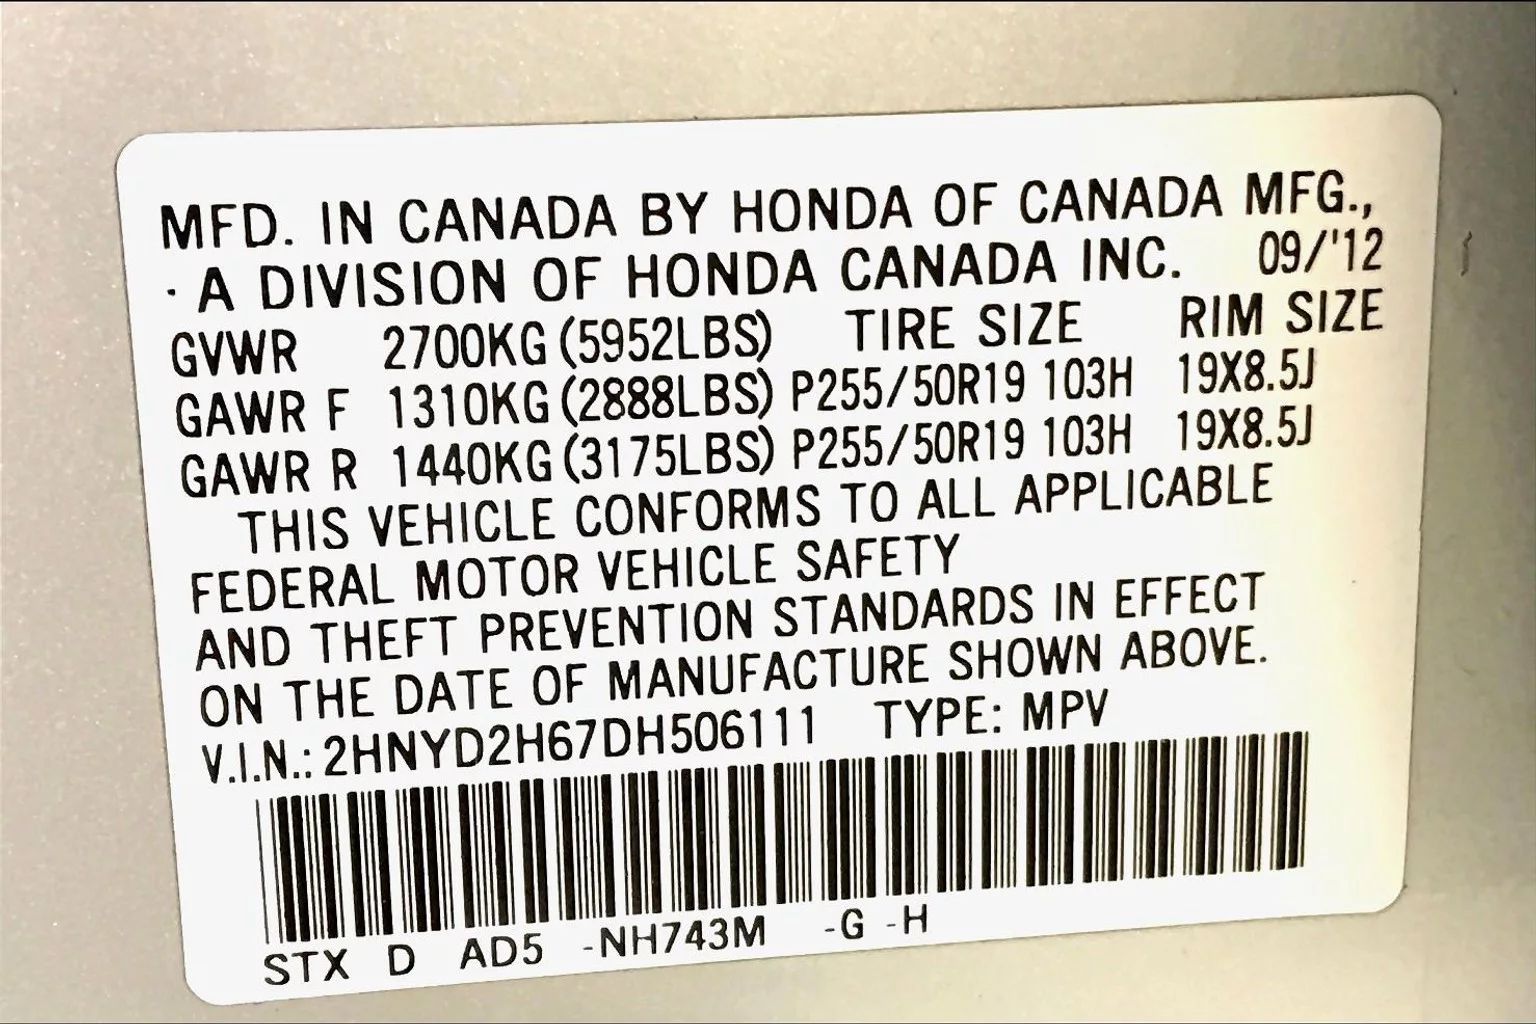 MFD. IN CANADA BY HONDA OF CANADA MFG.,
· A DIVISION OF HONDA CANADA INC. 09/'12
GVWR 2700KG (5952LBS) TIRE SIZE RIM SIZE
GAWR F 1310KG (2888LBS) P255/50R19 103H 19X8.5J
GAWR R 1440KG (3175LBS) P255/50R19 103H 19X8.5J
THIS VEHICLE CONFORMS TO ALL APPLICABLE
FEDERAL MOTOR VEHICLE SAFETY
AND THEFT PREVENTION STANDARDS IN EFFECT
ON THE DATE OF MANUFACTURE SHOWN ABOVE.
V.I.N.: 2HNYD2H67DH506111 TYPE: MPV
STX D AD5 -NH743M -G -H